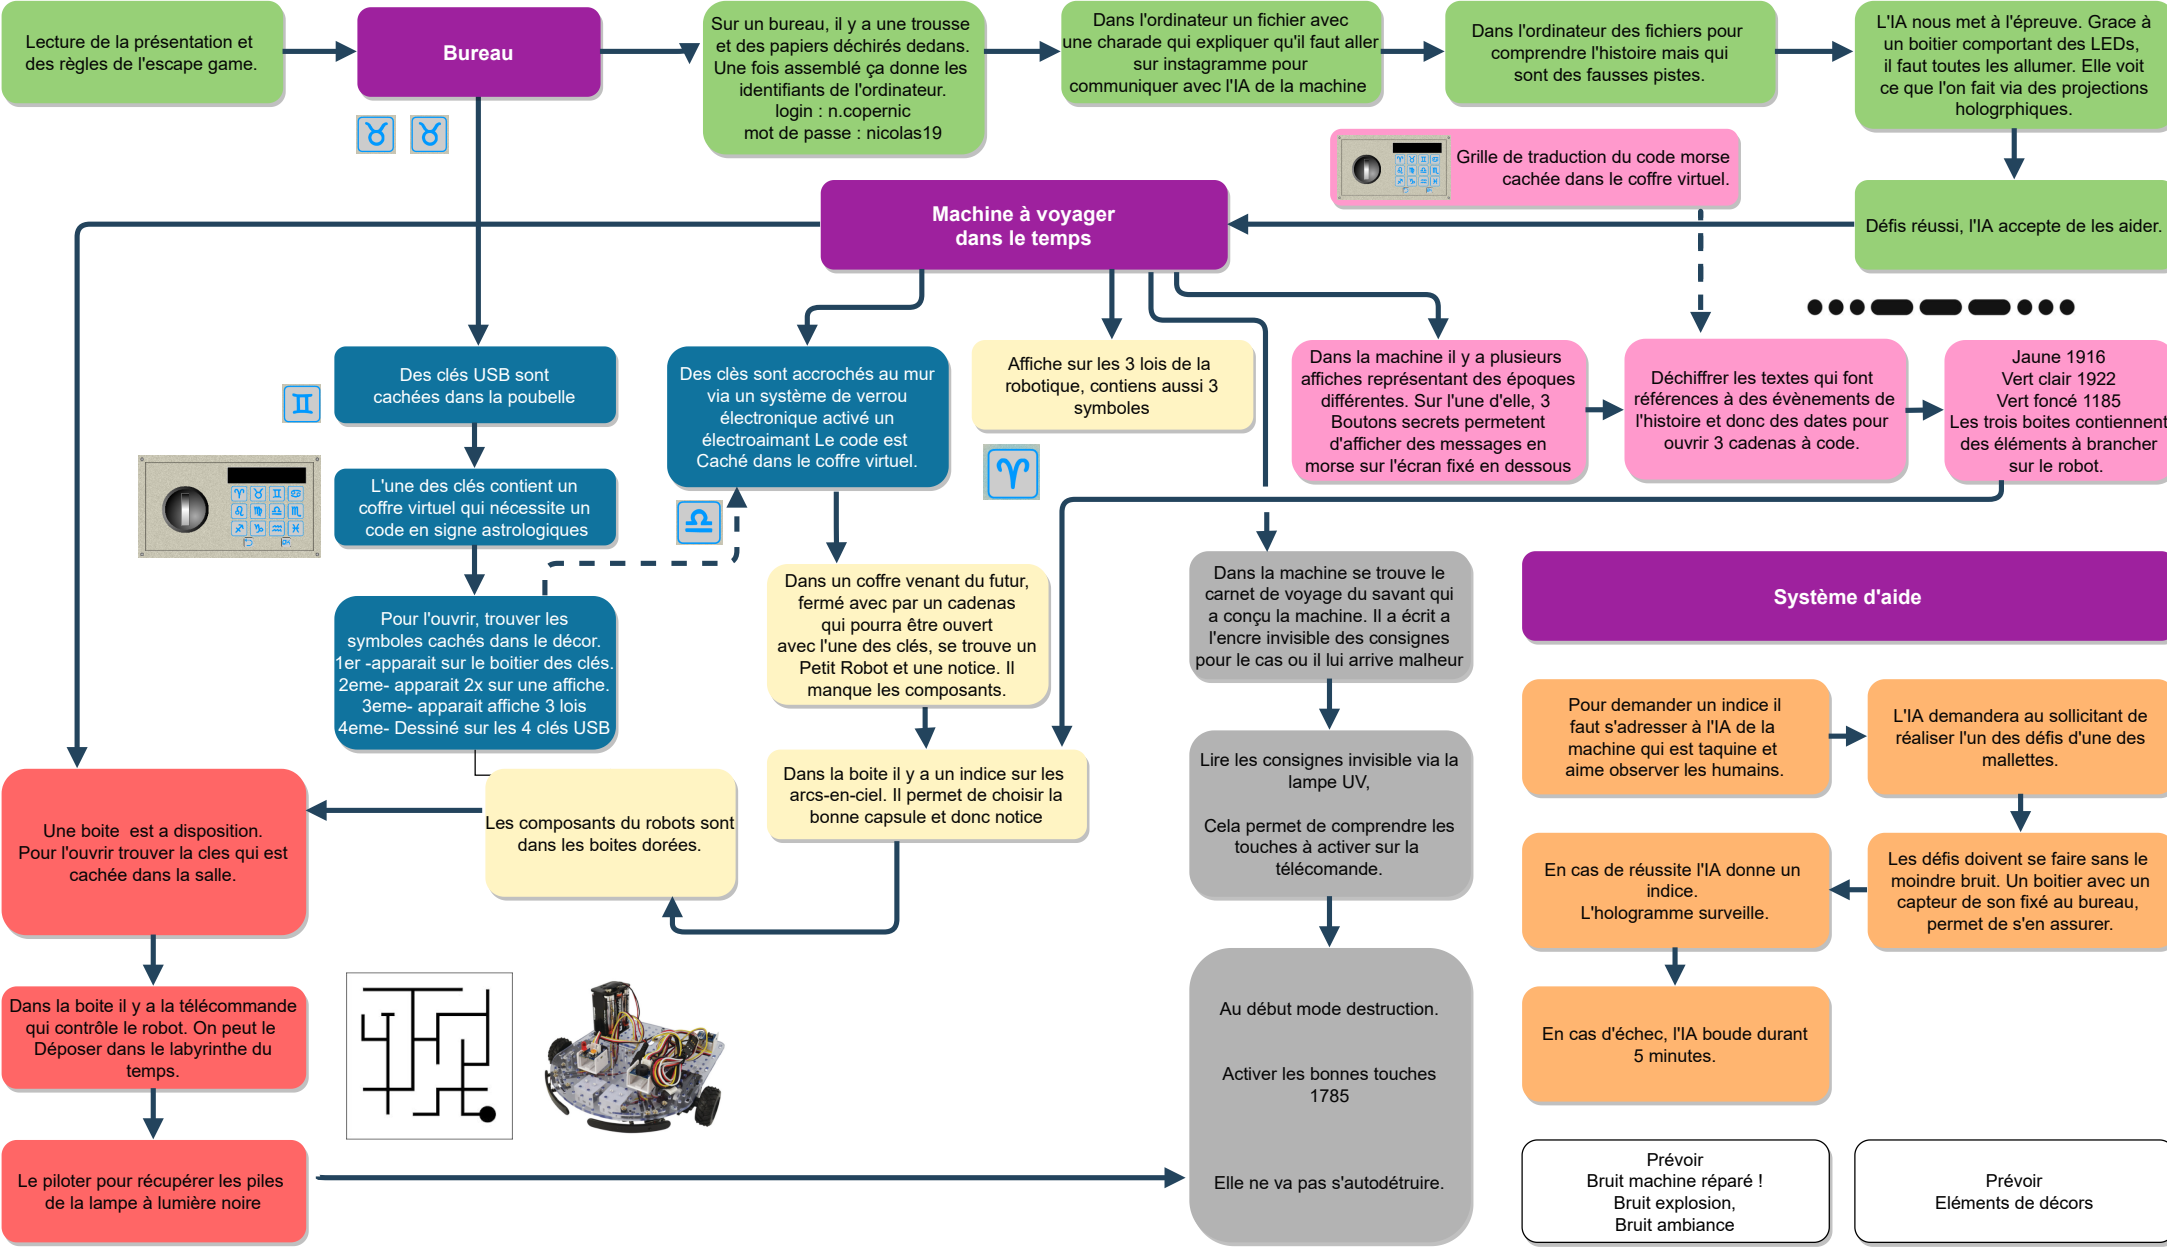 Lecture de la présentation et
des règles de l'escape game.
Bureau
Sur un bureau, il y a une trousse
et des papiers déchirés dedans.
Une fois assemblé ça donne les
identifiants de l'ordinateur.
login : n.copernic
mot de passe : nicolas19
Dans l'ordinateur un fichier avec
une charade qui expliquer qu'il faut aller
sur instagramme pour
communiquer avec l'IA de la machine
Dans l'ordinateur des fichiers pour
comprendre l'histoire mais qui
sont des fausses pistes.
L'IA nous met à l'épreuve. Grace à
un boitier comportant des LEDs,
il faut toutes les allumer. Elle voit
ce que l'on fait via des projections
hologrphiques.
♉ ♉
Grille de traduction du code morse
cachée dans le coffre virtuel.
Machine à voyager
dans le temps
Défis réussi, l'IA accepte de les aider.
Des clés USB sont
cachées dans la poubelle
♊
L'une des clés contient un
coffre virtuel qui nécessite un
code en signe astrologiques
♈ ♉ ♊ ♋
♌ ♍ ♎ ♏
♐ ♑ ♒ ♓
Pour l'ouvrir, trouver les
symboles cachés dans le décor.
1er -apparait sur le boitier des clés.
2eme- apparait 2x sur une affiche.
3eme- apparait affiche 3 lois
4eme- Dessiné sur les 4 clés USB
Des clès sont accrochés au mur
via un système de verrou
électronique activé un
électroaimant Le code est
Caché dans le coffre virtuel.
♎
Affiche sur les 3 lois de la
robotique, contiens aussi 3
symboles
♈
Dans la machine il y a plusieurs
affiches représentant des époques
différentes. Sur l'une d'elle, 3
Boutons secrets permetent
d'afficher des messages en
morse sur l'écran fixé en dessous
Déchiffrer les textes qui font
références à des évènements de
l'histoire et donc des dates pour
ouvrir 3 cadenas à code.
Jaune 1916
Vert clair 1922
Vert foncé 1185
Les trois boites contiennent
des éléments à brancher
sur le robot.
Dans un coffre venant du futur,
fermé avec par un cadenas
qui pourra être ouvert
avec l'une des clés, se trouve un
Petit Robot et une notice. Il
manque les composants.
Dans la boite il y a un indice sur les
arcs-en-ciel. Il permet de choisir la
bonne capsule et donc notice
Les composants du robots sont
dans les boites dorées.
Dans la machine se trouve le
carnet de voyage du savant qui
a conçu la machine. Il a écrit a
l'encre invisible des consignes
pour le cas ou il lui arrive malheur
Lire les consignes invisible via la
lampe UV,
Cela permet de comprendre les
touches à activer sur la
télécomande.
Au début mode destruction.
Activer les bonnes touches
1785
Elle ne va pas s'autodétruire.
Une boite est a disposition.
Pour l'ouvrir trouver la cles qui est
cachée dans la salle.
Dans la boite il y a la télécommande
qui contrôle le robot. On peut le
Déposer dans le labyrinthe du
temps.
Le piloter pour récupérer les piles
de la lampe à lumière noire
Système d'aide
Pour demander un indice il
faut s'adresser à l'IA de la
machine qui est taquine et
aime observer les humains.
L'IA demandera au sollicitant de
réaliser l'un des défis d'une des
mallettes.
Les défis doivent se faire sans le
moindre bruit. Un boitier avec un
capteur de son fixé au bureau,
permet de s'en assurer.
En cas de réussite l'IA donne un
indice.
L'hologramme surveille.
En cas d'échec, l'IA boude durant
5 minutes.
Prévoir
Bruit machine réparé !
Bruit explosion,
Bruit ambiance
Prévoir
Eléments de décors